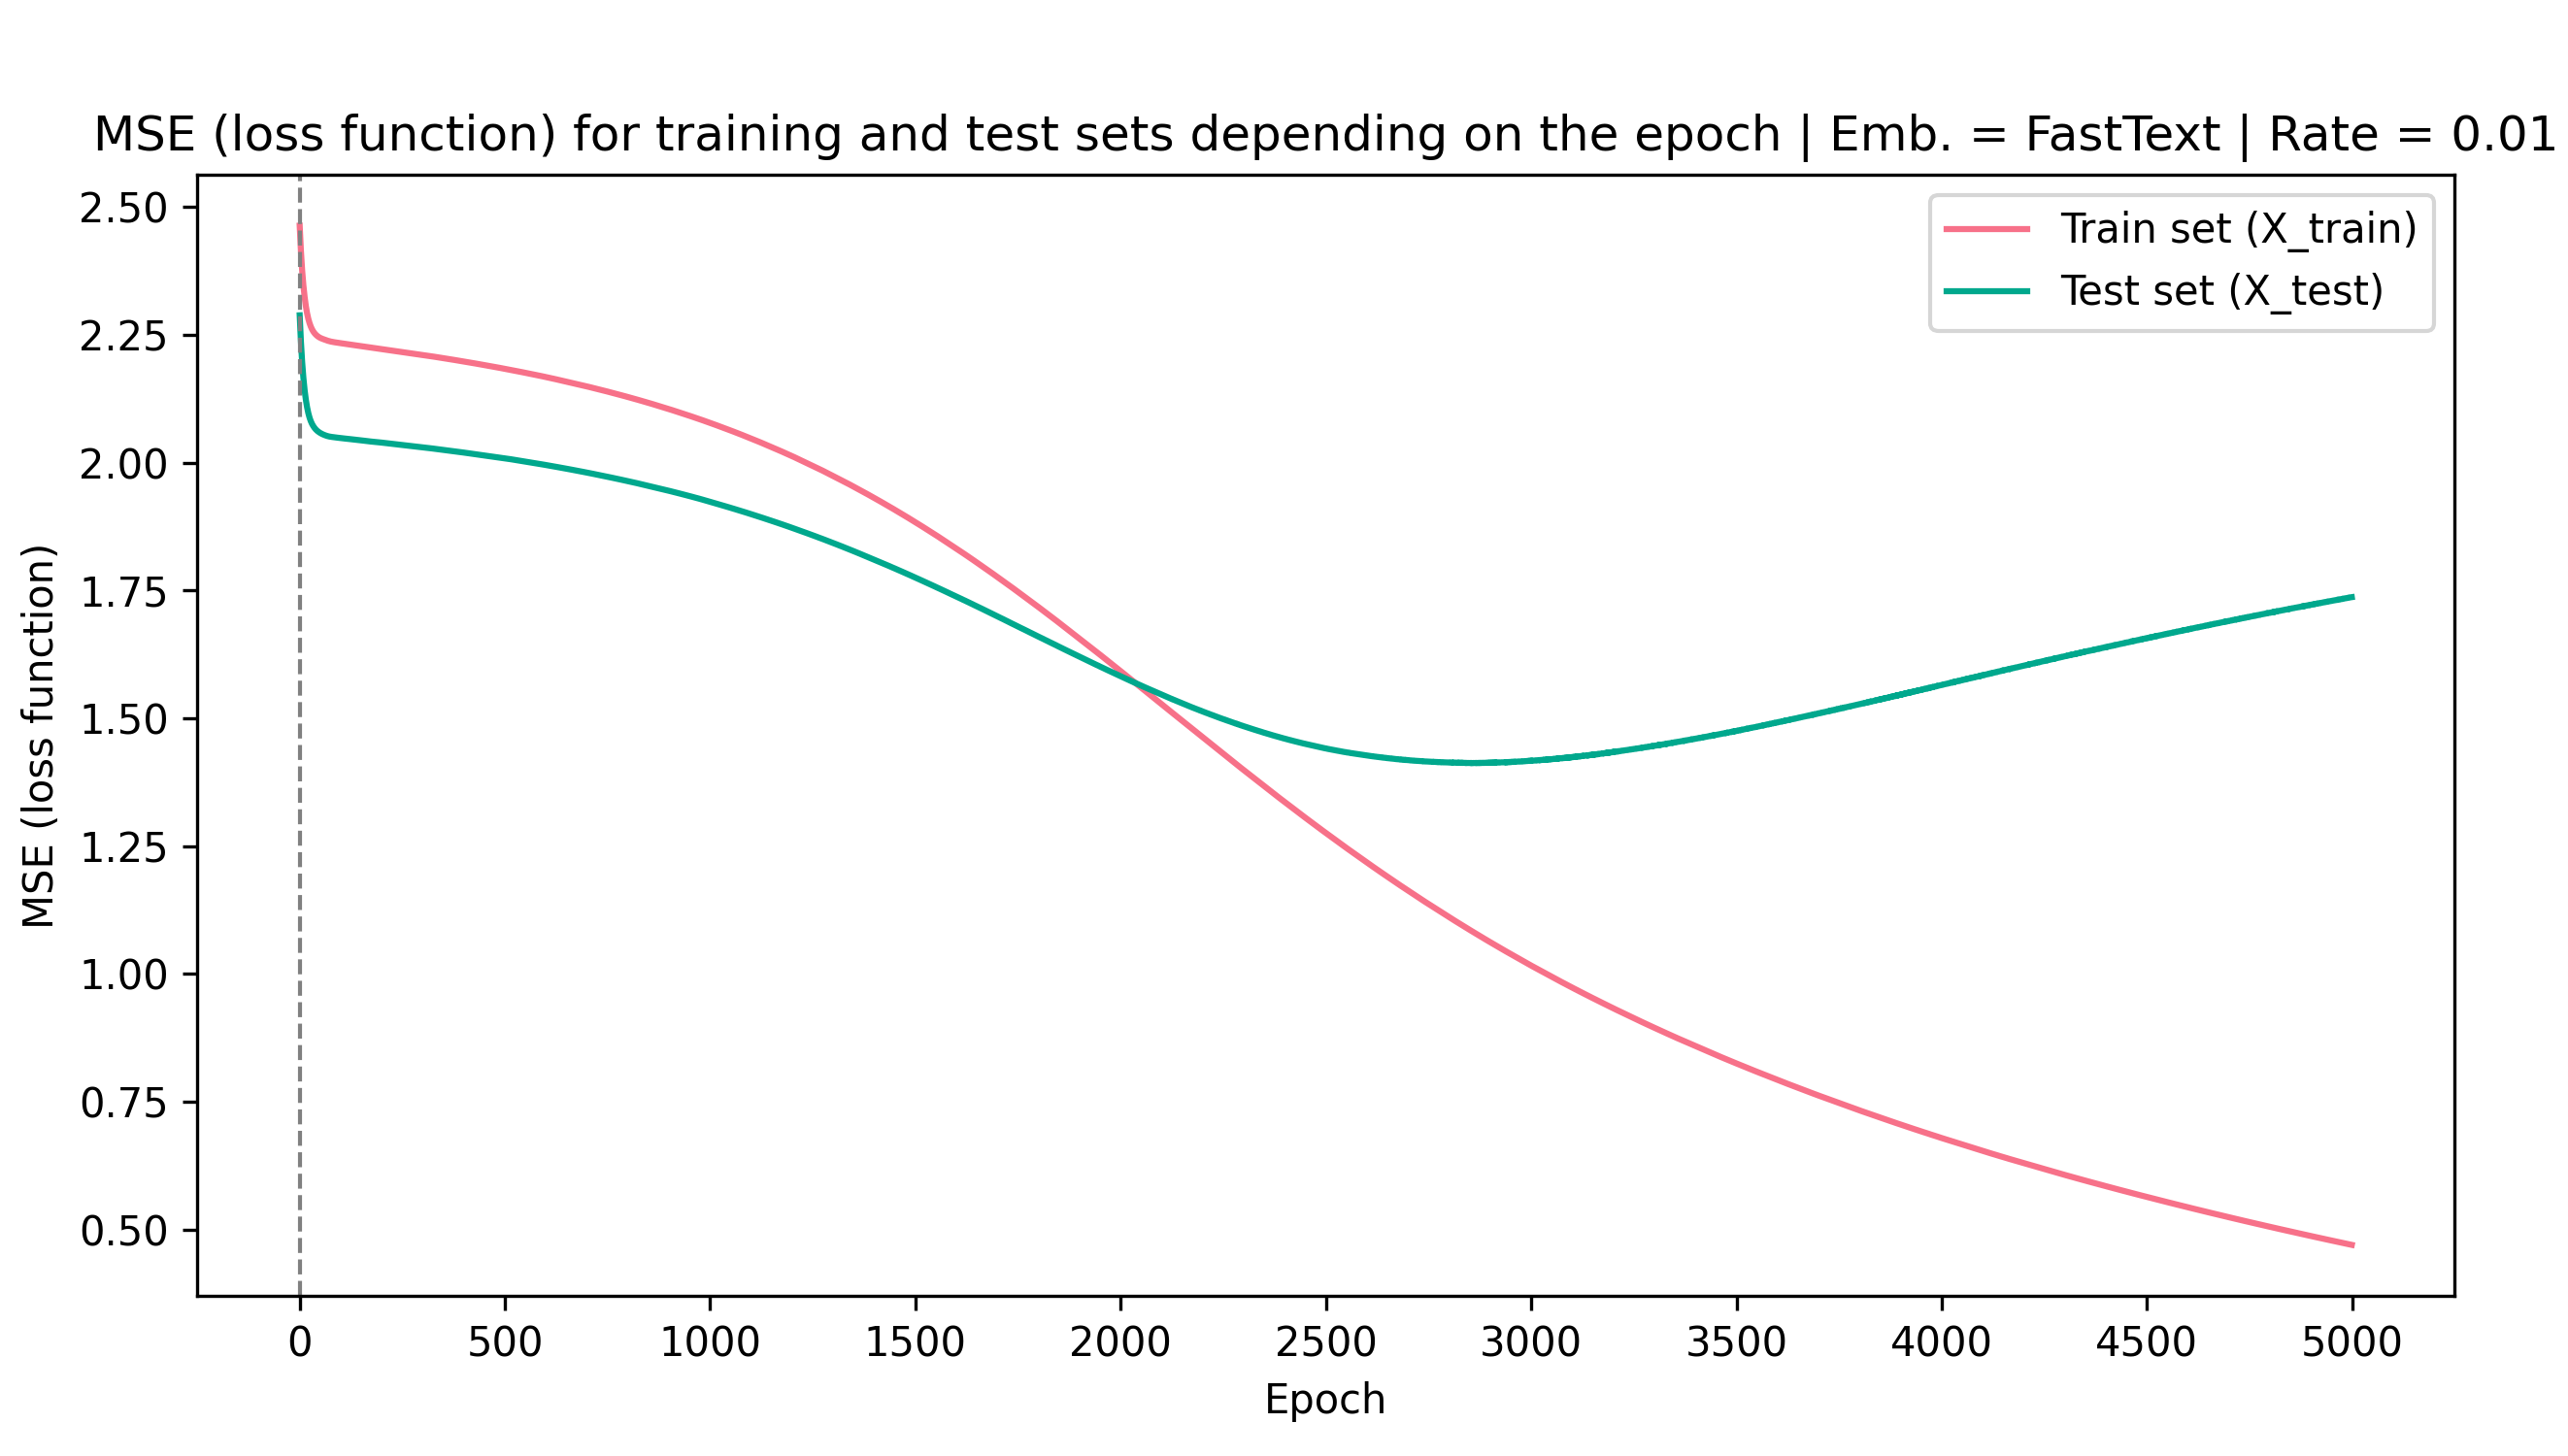 MSE (loss function) for training and test sets depending on the epoch | Emb. = FastText | Rate = 0.01
Train set (X_train)
Test set (X_test)
MSE (loss function)
2.50
2.25
2.00
1.75
1.50
1.25
1.00
0.75
0.50
0 500 1000 1500 2000 2500 3000 3500 4000 4500 5000
Epoch